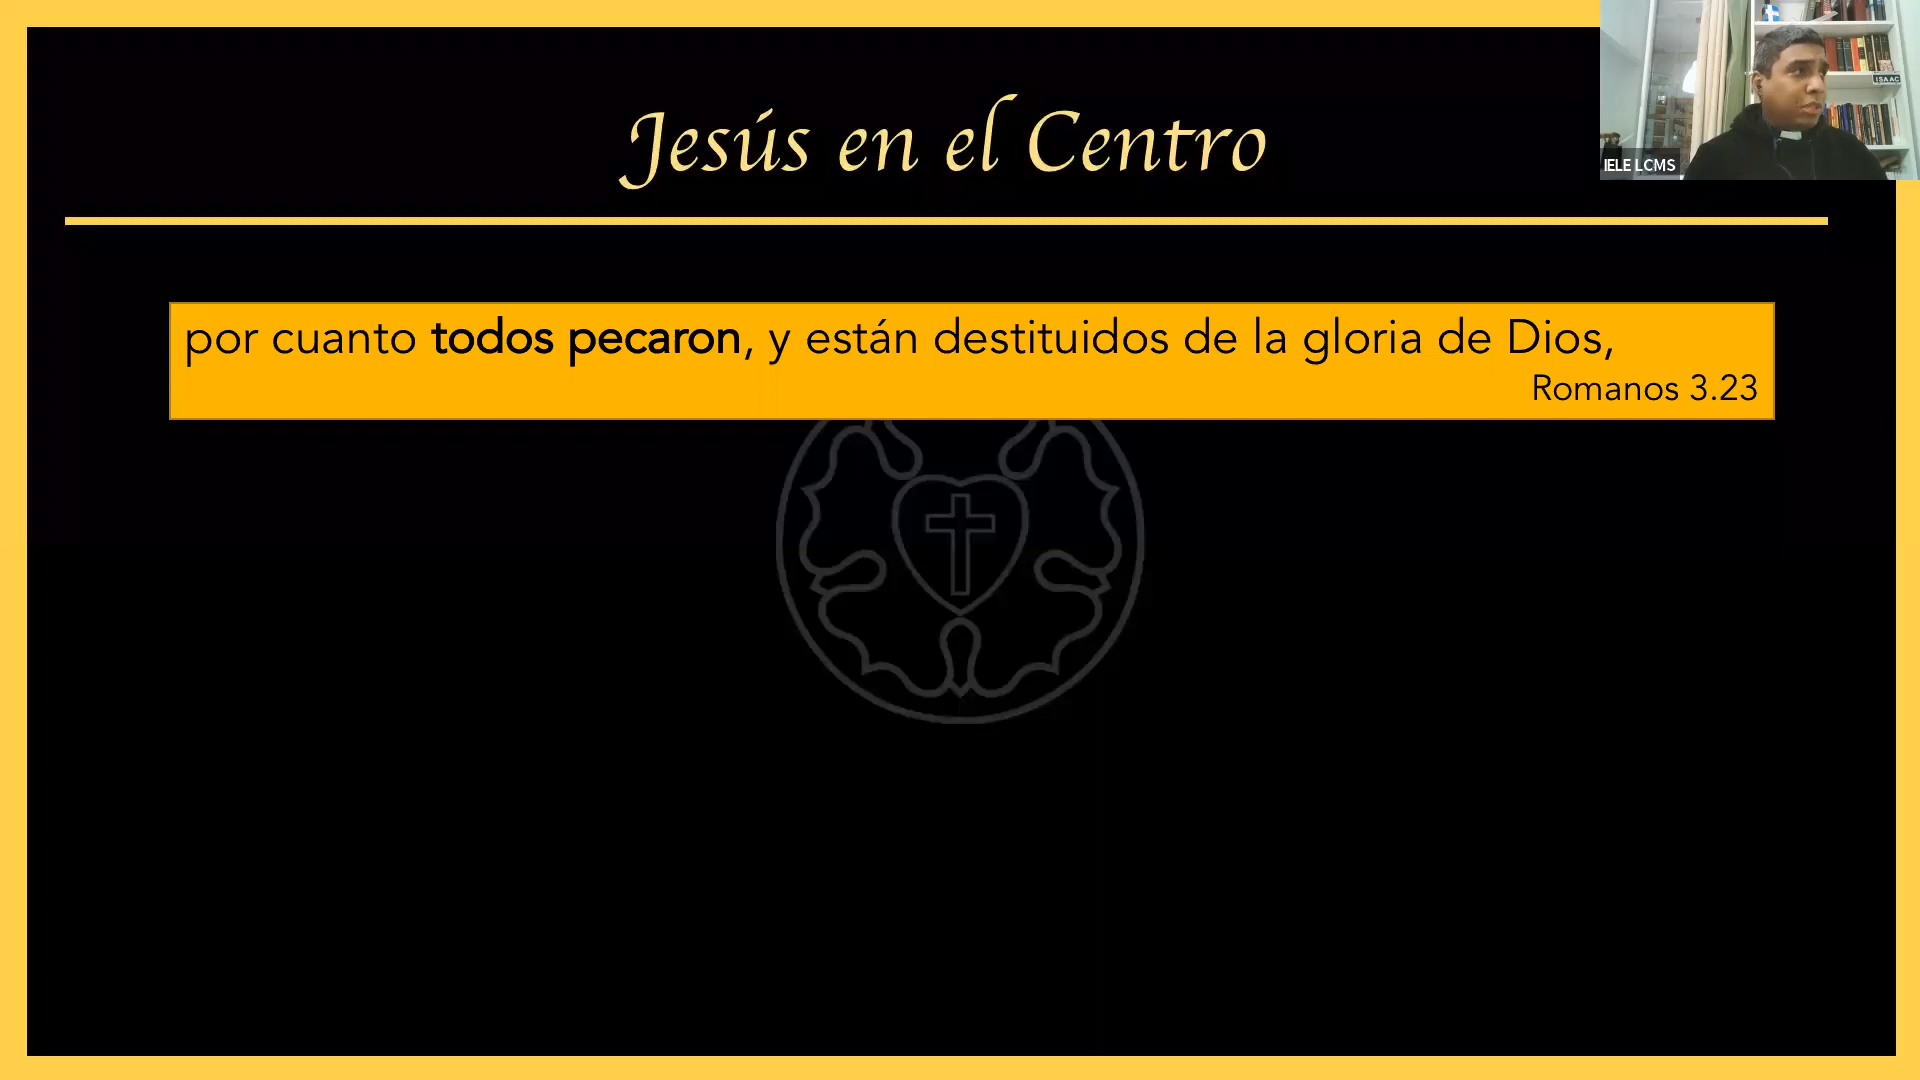 Jesús en el Centro
por cuanto todos pecaron, y están destituidos de la gloria de Dios,
Romanos 3.23
ISAAC
IELE LCMS